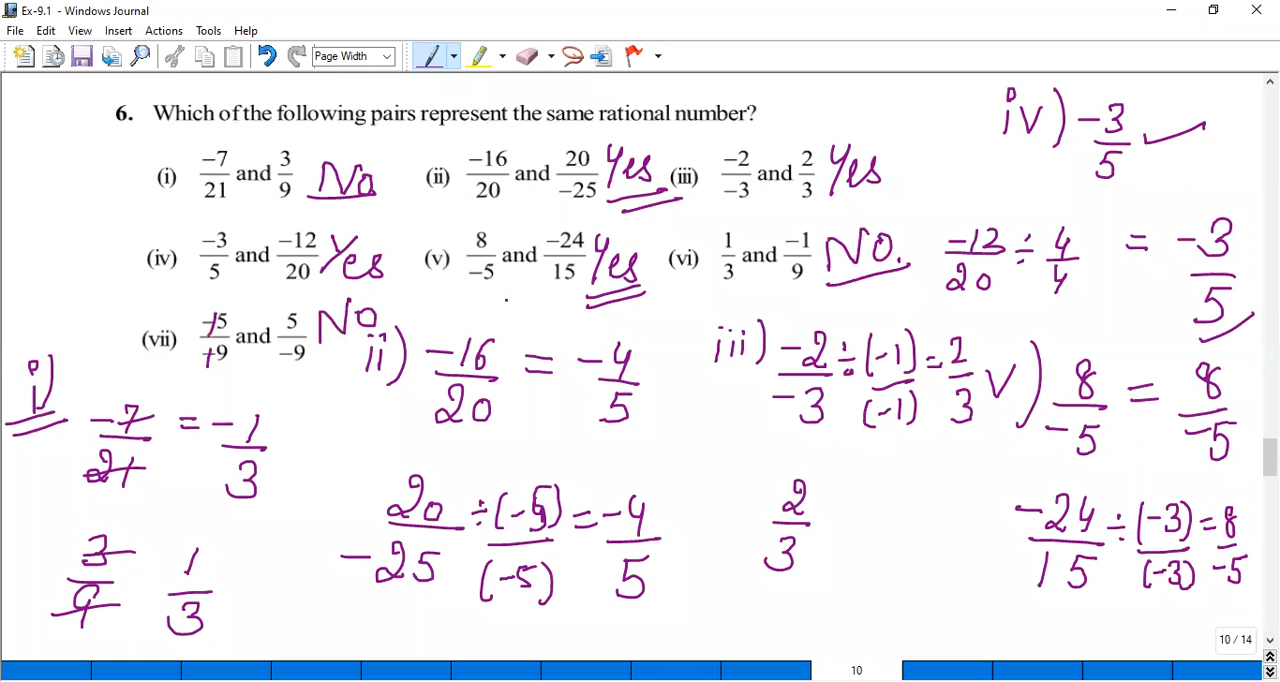 Ex-9.1 - Windows Journal
File Edit View Insert Actions Tools Help
Page Width
6. Which of the following pairs represent the same rational number?
(i) -7/21 and 3/9 No (ii) -16/20 and 20/-25 Yes (iii) -2/-3 and 2/3 Yes
(iv) -3/5 and -12/20 Yes (v) 8/-5 and -24/15 Yes (vi) 1/3 and -1/9 NO.
(vii) -5/-9 and 5/-9 NO
iv) -3/5
-12/20 ÷ 4/4 = -3/5
i)
-7/21 = -1/3
3/9 1/3
ii) -16/20 = -4/5
20/-25 ÷ (-5)/(-5) = -4/5
iii) -2/-3 ÷ (-1)/(-1) = 2/3
2/3
V) 8/-5 = 8/-5
-24/15 ÷ (-3)/(-3) = 8/-5
10 / 14
10